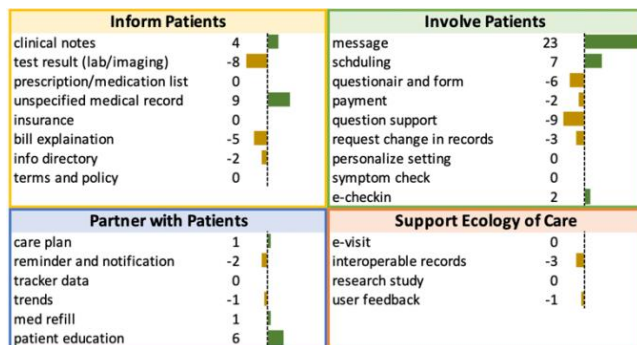 Inform Patients
clinical notes 4
test result (lab/imaging) -8
prescription/medication list 0
unspecified medical record 9
insurance 0
bill explaination -5
info directory -2
terms and policy 0
Involve Patients
message 23
schduling 7
questionair and form -6
payment -2
question support -9
request change in records -3
personalize setting 0
symptom check 0
e-checkin 2
Partner with Patients
care plan 1
reminder and notification -2
tracker data 0
trends -1
med refill 1
patient education 6
Support Ecology of Care
e-visit 0
interoperable records -3
research study 0
user feedback -1